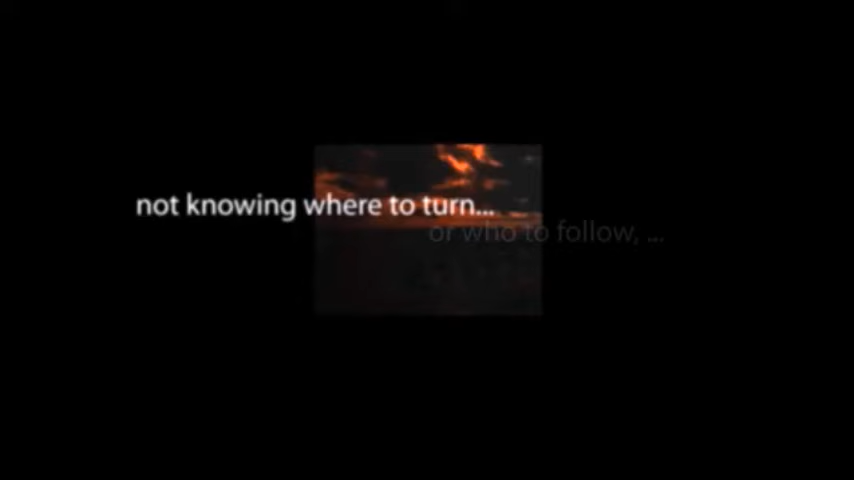 not knowing where to turn...
or who to follow, ...